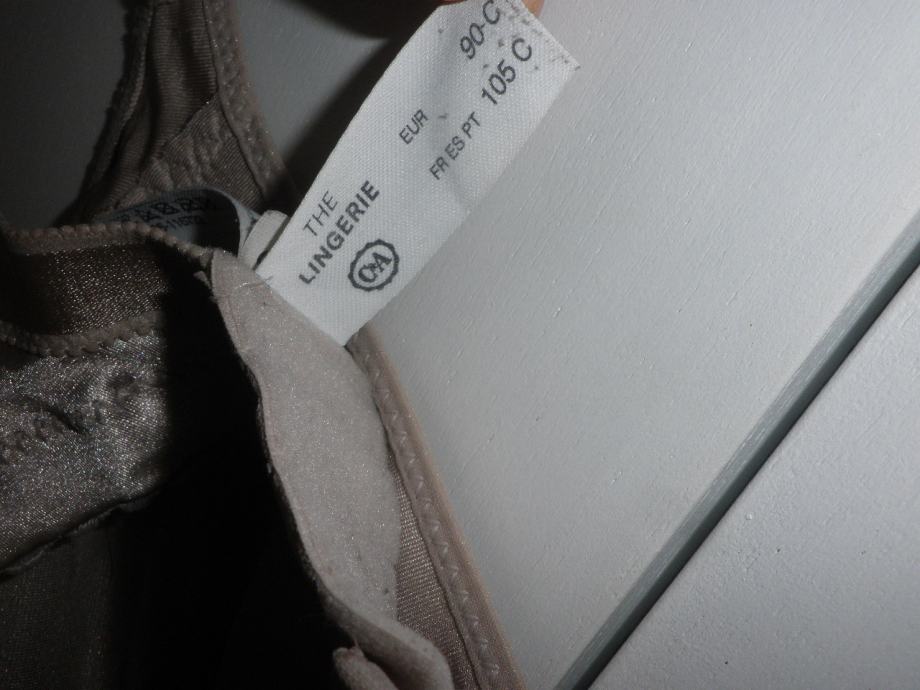 THE
LINGERIE
C&A
EUR 90-C
FR ES PT 105 C